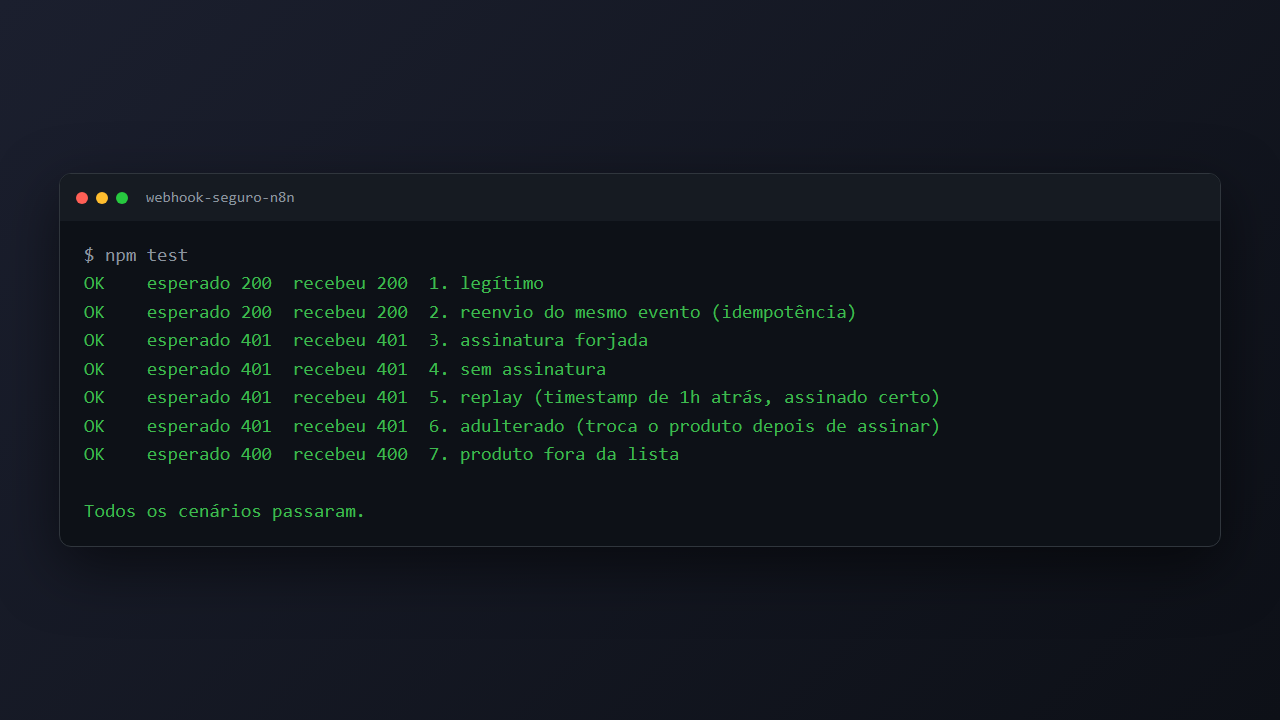 webhook-seguro-n8n
$ npm test
OK    esperado 200  recebeu 200  1. legítimo
OK    esperado 200  recebeu 200  2. reenvio do mesmo evento (idempotência)
OK    esperado 401  recebeu 401  3. assinatura forjada
OK    esperado 401  recebeu 401  4. sem assinatura
OK    esperado 401  recebeu 401  5. replay (timestamp de 1h atrás, assinado certo)
OK    esperado 401  recebeu 401  6. adulterado (troca o produto depois de assinar)
OK    esperado 400  recebeu 400  7. produto fora da lista
Todos os cenários passaram.